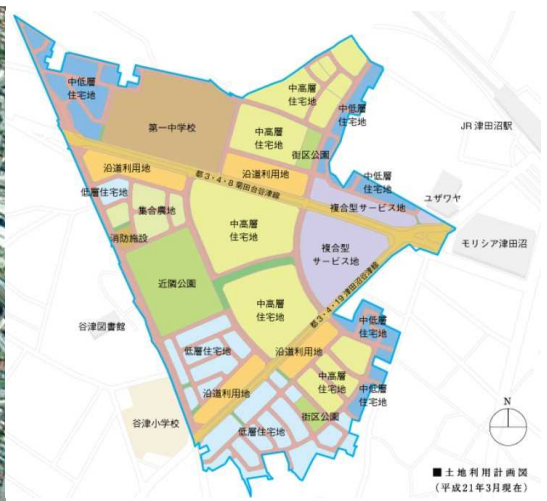 中低層
住宅地
第一中学校
中高層
住宅地
中高層
住宅地
中低層
住宅地
街区公園
JR津田沼駅
沿道利用地
沿道利用地
中低層
住宅地
都3・4・8菊田台谷津線
低層住宅地
集合農地
複合型サービス地
ユザワヤ
中高層
住宅地
消防施設
複合型
サービス地
モリシア津田沼
近隣公園
中高層
住宅地
都3・4・19津田沼谷津線
谷津図書館
中低層
住宅地
低層住宅地
沿道利用地
沿道利用地
中高層
住宅地
中低層
住宅地
谷津小学校
街区公園
低層住宅地
N
■土地利用計画図
(平成21年3月現在)